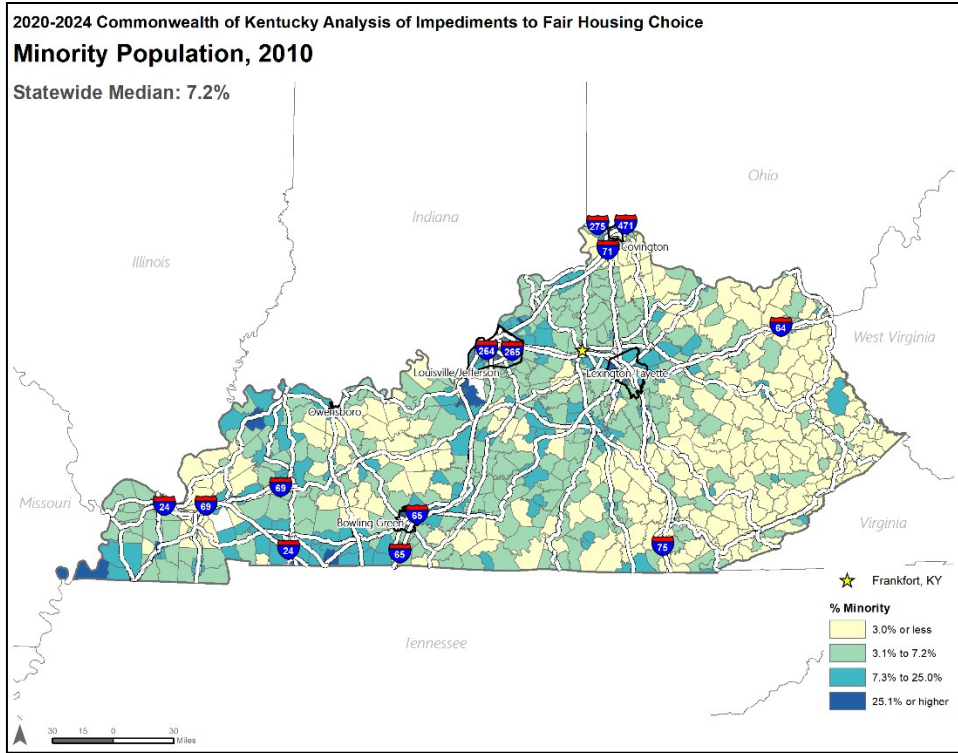 2020-2024 Commonwealth of Kentucky Analysis of Impediments to Fair Housing Choice
Minority Population, 2010
Statewide Median: 7.2%
Ohio
Indiana
Illinois
275
471
71
Covington
64
West Virginia
264
265
Louisville/Jefferson
Lexington-Fayette
Owensboro
Missouri
69
24
69
65
Bowling Green
Virginia
24
65
75
Tennessee
Frankfort, KY
% Minority
3.0% or less
3.1% to 7.2%
7.3% to 25.0%
25.1% or higher
N
30 15 0 30
Miles